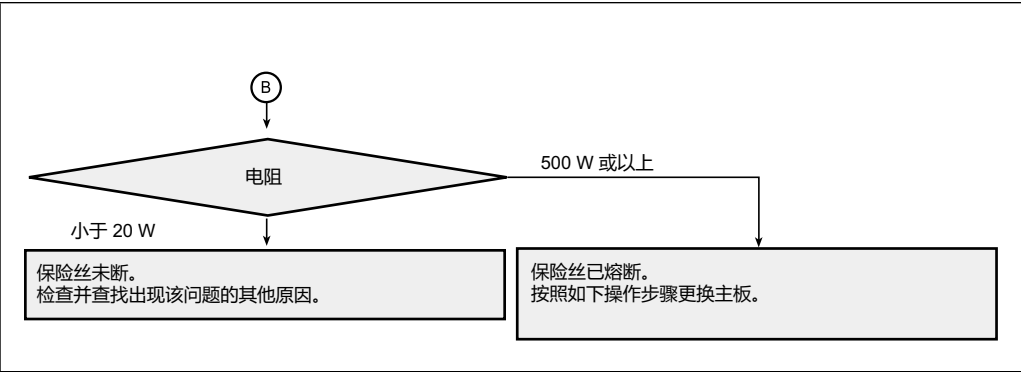 B
电阻
500 W 或以上
小于 20 W
保险丝未断。
检查并查找出现该问题的其他原因。
保险丝已熔断。
按照如下操作步骤更换主板。